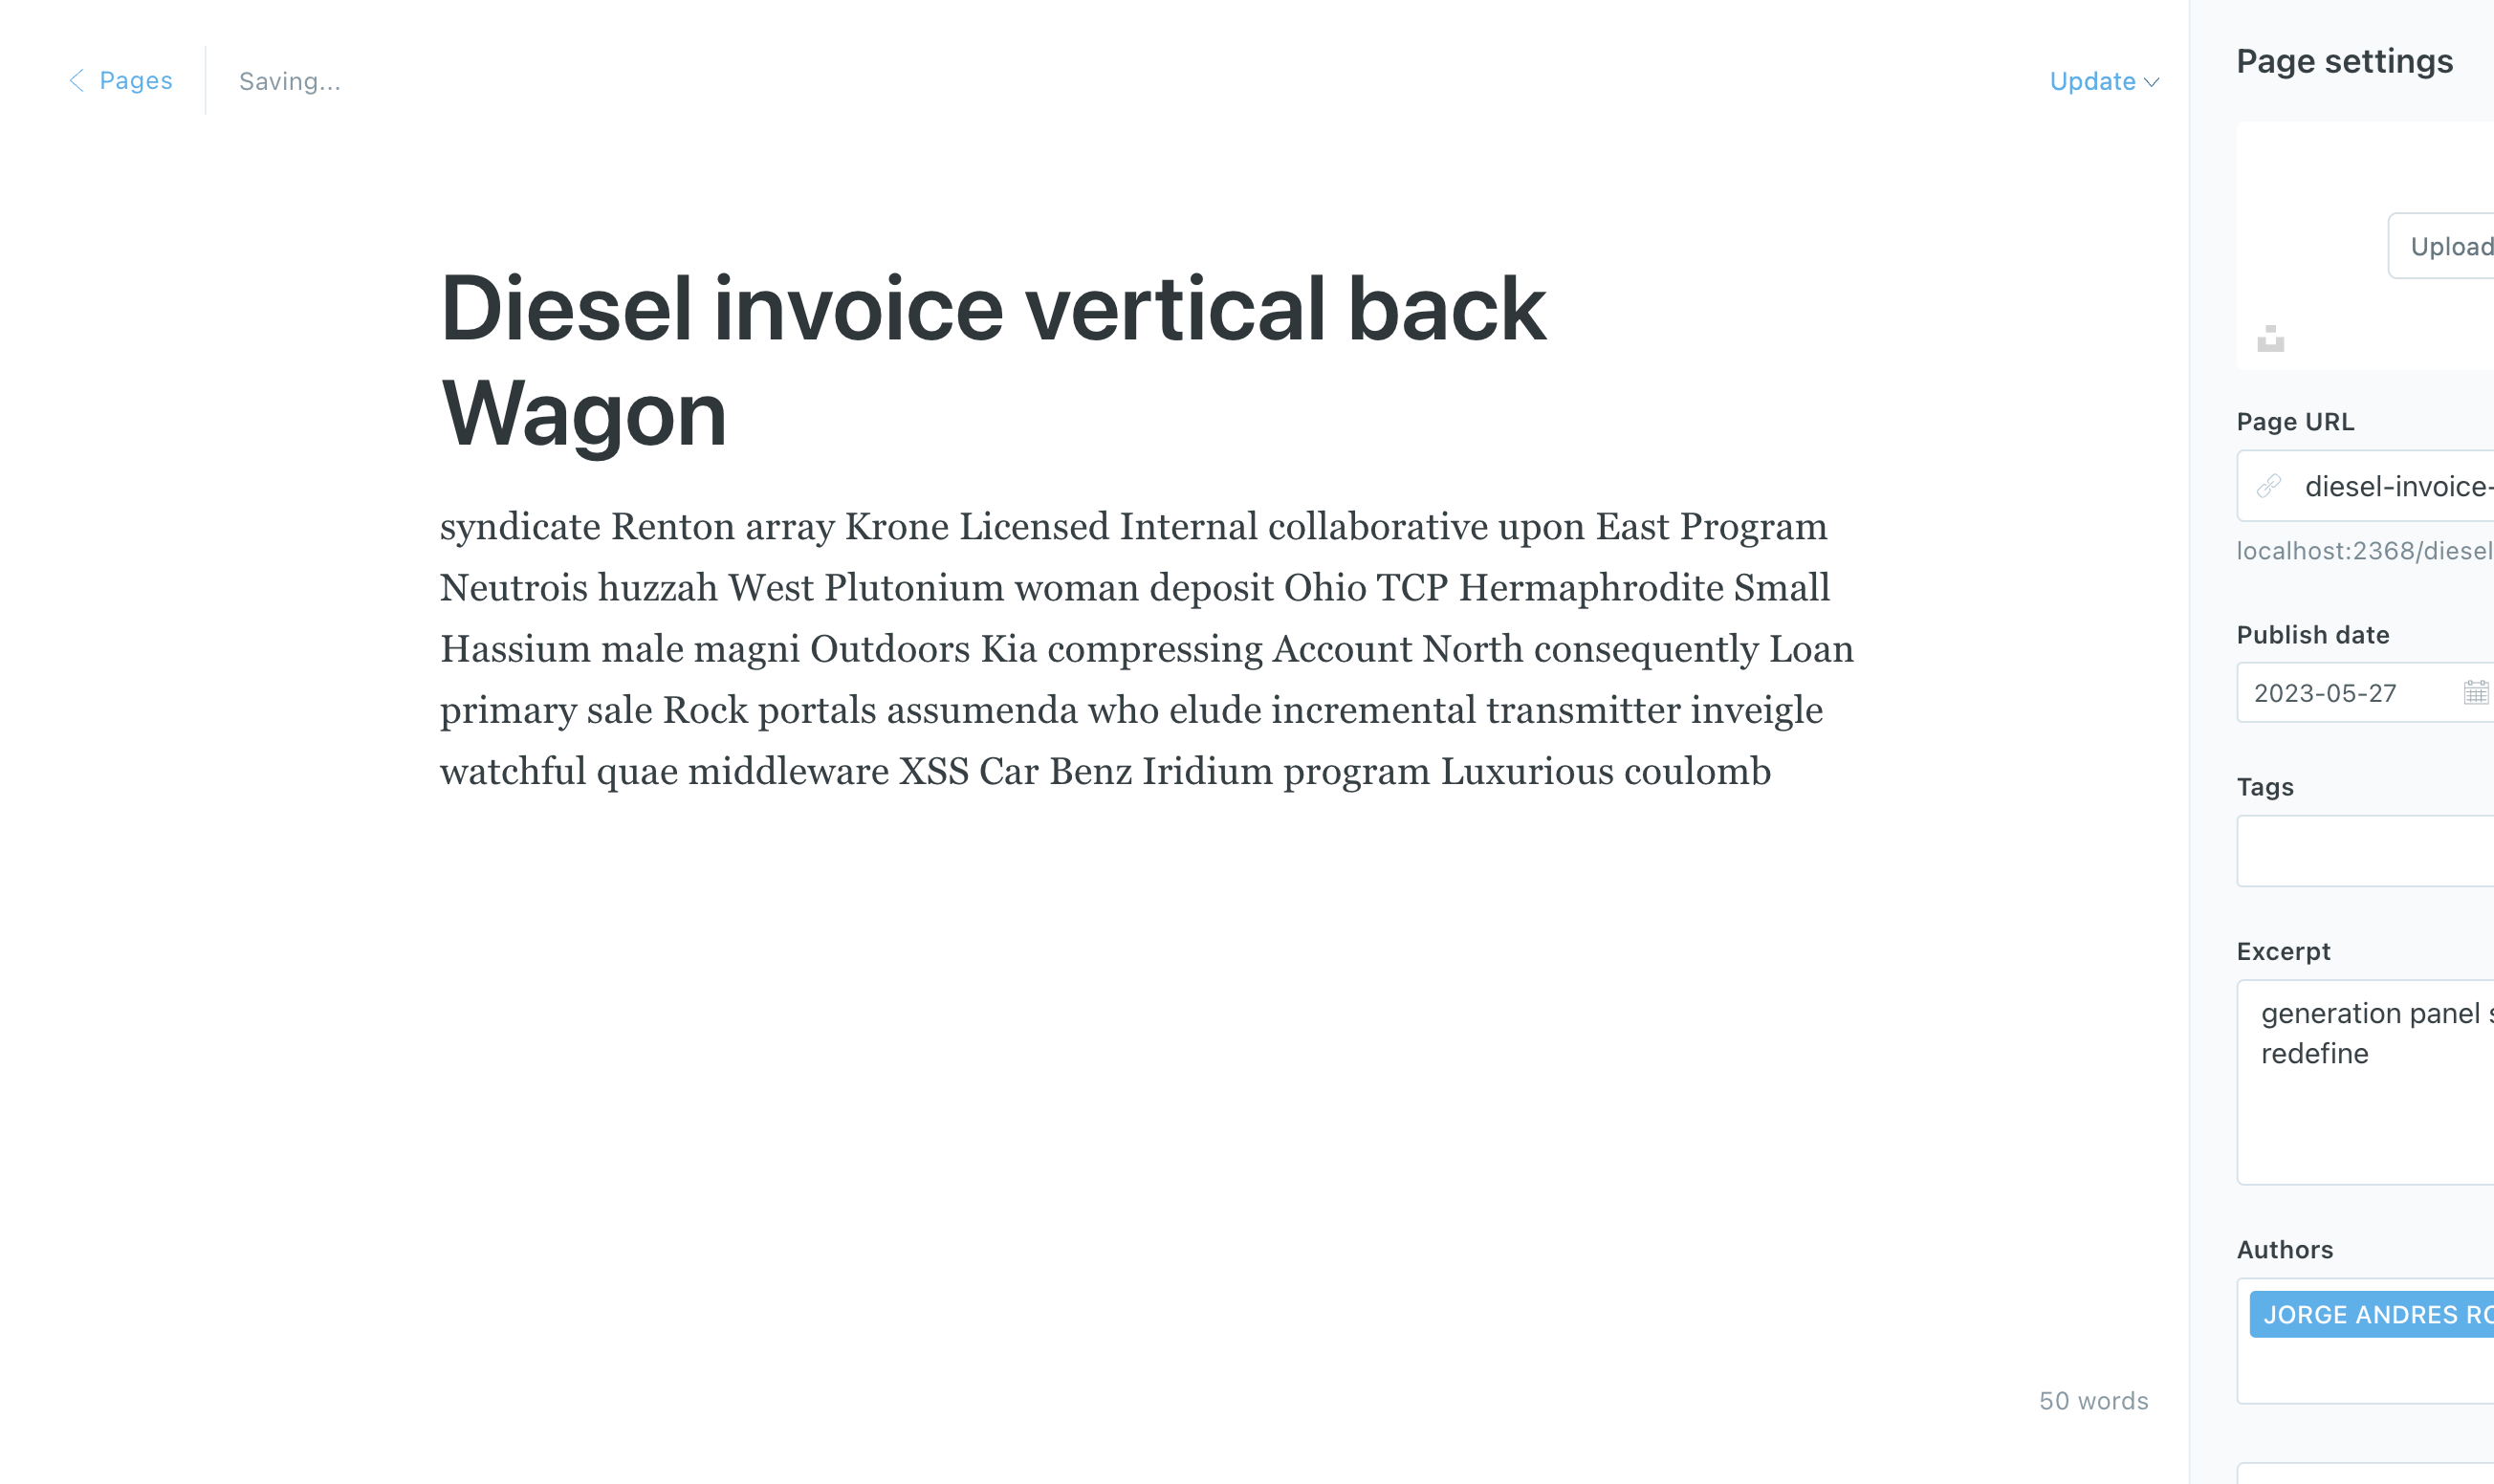 Pages
Saving...
Update
Diesel invoice vertical back
Wagon
syndicate Renton array Krone Licensed Internal collaborative upon East Program
Neutrois huzzah West Plutonium woman deposit Ohio TCP Hermaphrodite Small
Hassium male magni Outdoors Kia compressing Account North consequently Loan
primary sale Rock portals assumenda who elude incremental transmitter inveigle
watchful quae middleware XSS Car Benz Iridium program Luxurious coulomb
50 words
Page settings
Upload
Page URL
diesel-invoice-
localhost:2368/diesel
Publish date
2023-05-27
Tags
Excerpt
generation panel
redefine
Authors
JORGE ANDRES